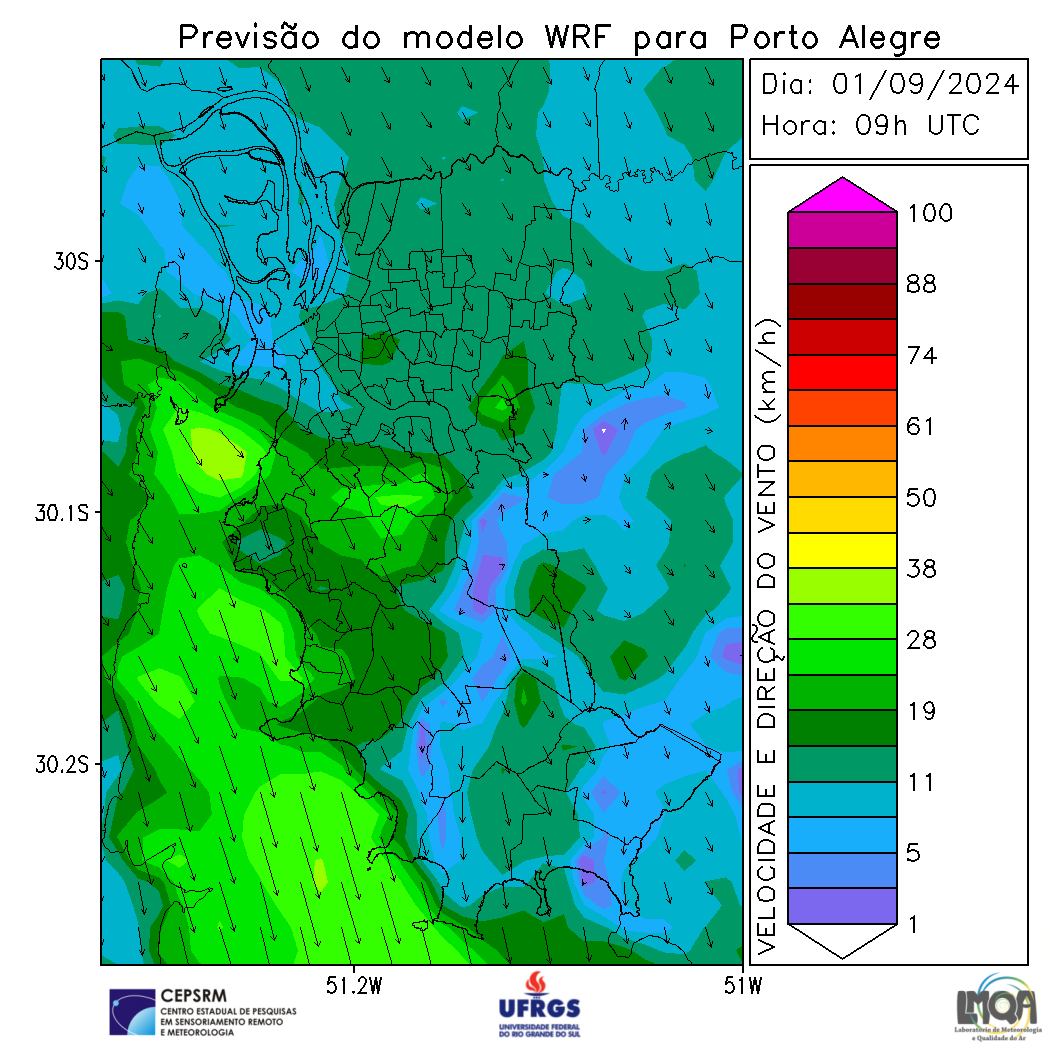 Previsão do modelo WRF para Porto Alegre
Dia: 01/09/2024
Hora: 09h UTC
100
88
74
61
50
38
28
19
11
5
1
VELOCIDADE E DIREÇÃO DO VENTO (km/h)
30S
30.1S
30.2S
51.2W
51W
CEPSRM
CENTRO ESTADUAL DE PESQUISAS
EM SENSORIAMENTO REMOTO
E METEOROLOGIA
UFRGS
UNIVERSIDADE FEDERAL
DO RIO GRANDE DO SUL
LMQA
Laboratório de Meteorologia
e Qualidade do Ar